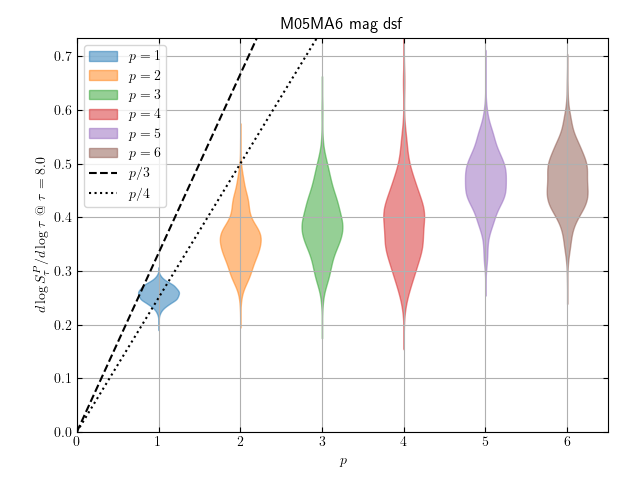 M05MA6 mag dsf
d log S_τ^P / d log τ @ τ = 8.0
0.7
0.6
0.5
0.4
0.3
0.2
0.1
0.0
p = 1
p = 2
p = 3
p = 4
p = 5
p = 6
p/3
p/4
0 1 2 3 4 5 6
p